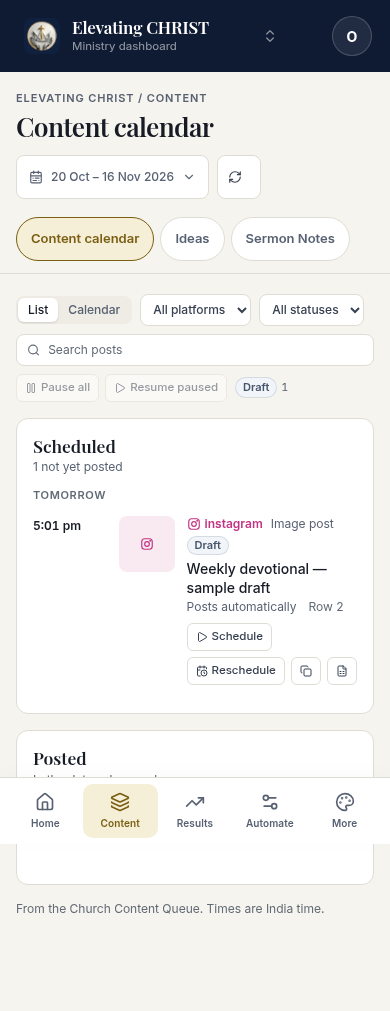 Elevating CHRIST
Ministry dashboard
O
ELEVATING CHRIST / CONTENT
Content calendar
20 Oct – 16 Nov 2026
Content calendar
Ideas
Sermon Notes
List
Calendar
All platforms
All statuses
Search posts
Pause all
Resume paused
Draft 1
Scheduled
1 not yet posted
TOMORROW
5:01 pm
instagram Image post
Draft
Weekly devotional —
sample draft
Posts automatically Row 2
Schedule
Reschedule
Posted
Home
Content
Results
Automate
More
From the Church Content Queue. Times are India time.